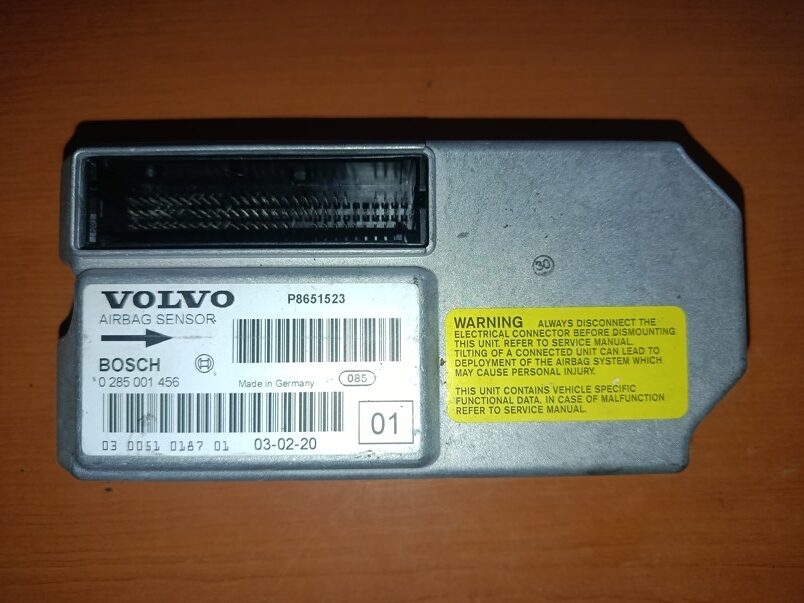 VOLVO P8651523
AIRBAG SENSOR
BOSCH
0 285 001 456
Made in Germany 085
03 0051 0187 01 03-02-20
01
30
WARNING ALWAYS DISCONNECT THE
ELECTRICAL CONNECTOR BEFORE DISMOUNTING
THIS UNIT. REFER TO SERVICE MANUAL.
TILTING OF A CONNECTED UNIT CAN LEAD TO
DEPLOYMENT OF THE AIRBAG SYSTEM WHICH
MAY CAUSE PERSONAL INJURY.
THIS UNIT CONTAINS VEHICLE SPECIFIC
FUNCTIONAL DATA. IN CASE OF MALFUNCTION
REFER TO SERVICE MANUAL.